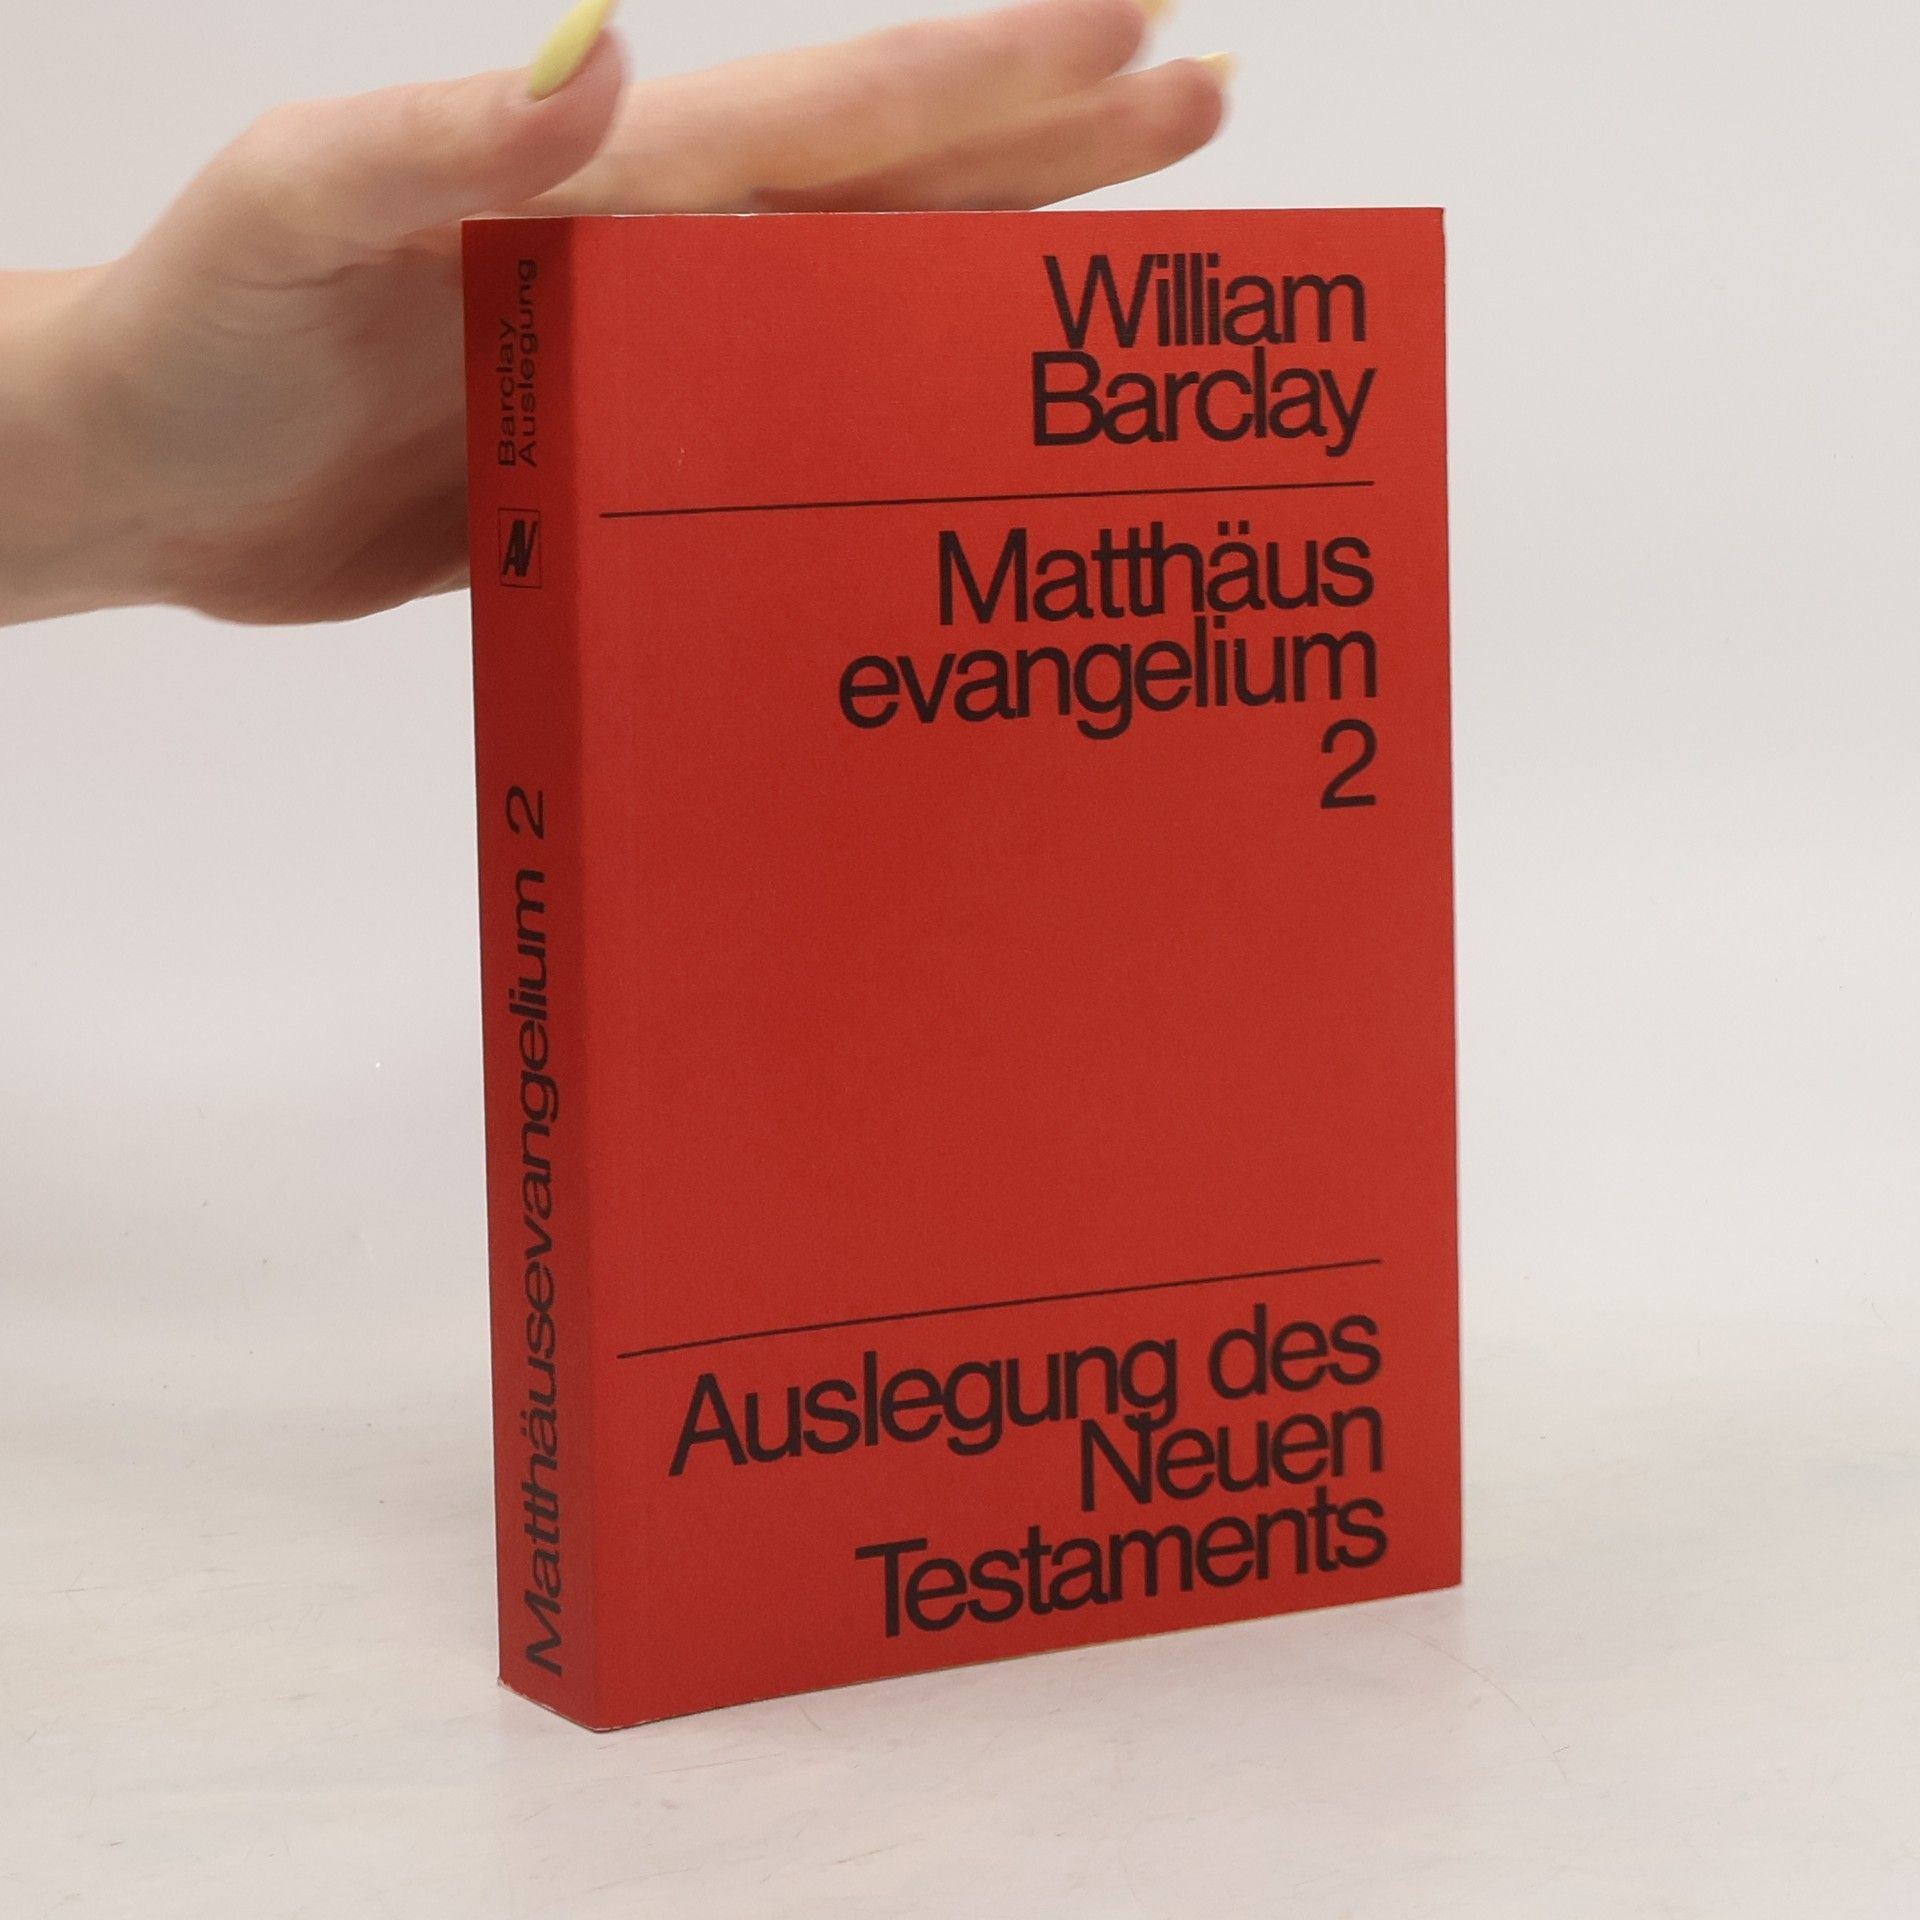 William
Barclay
Matthäus
evangelium
2
Auslegung des
Neuen
Testaments
Barclay
Auslegung
AV
Matthäusevangelium 2